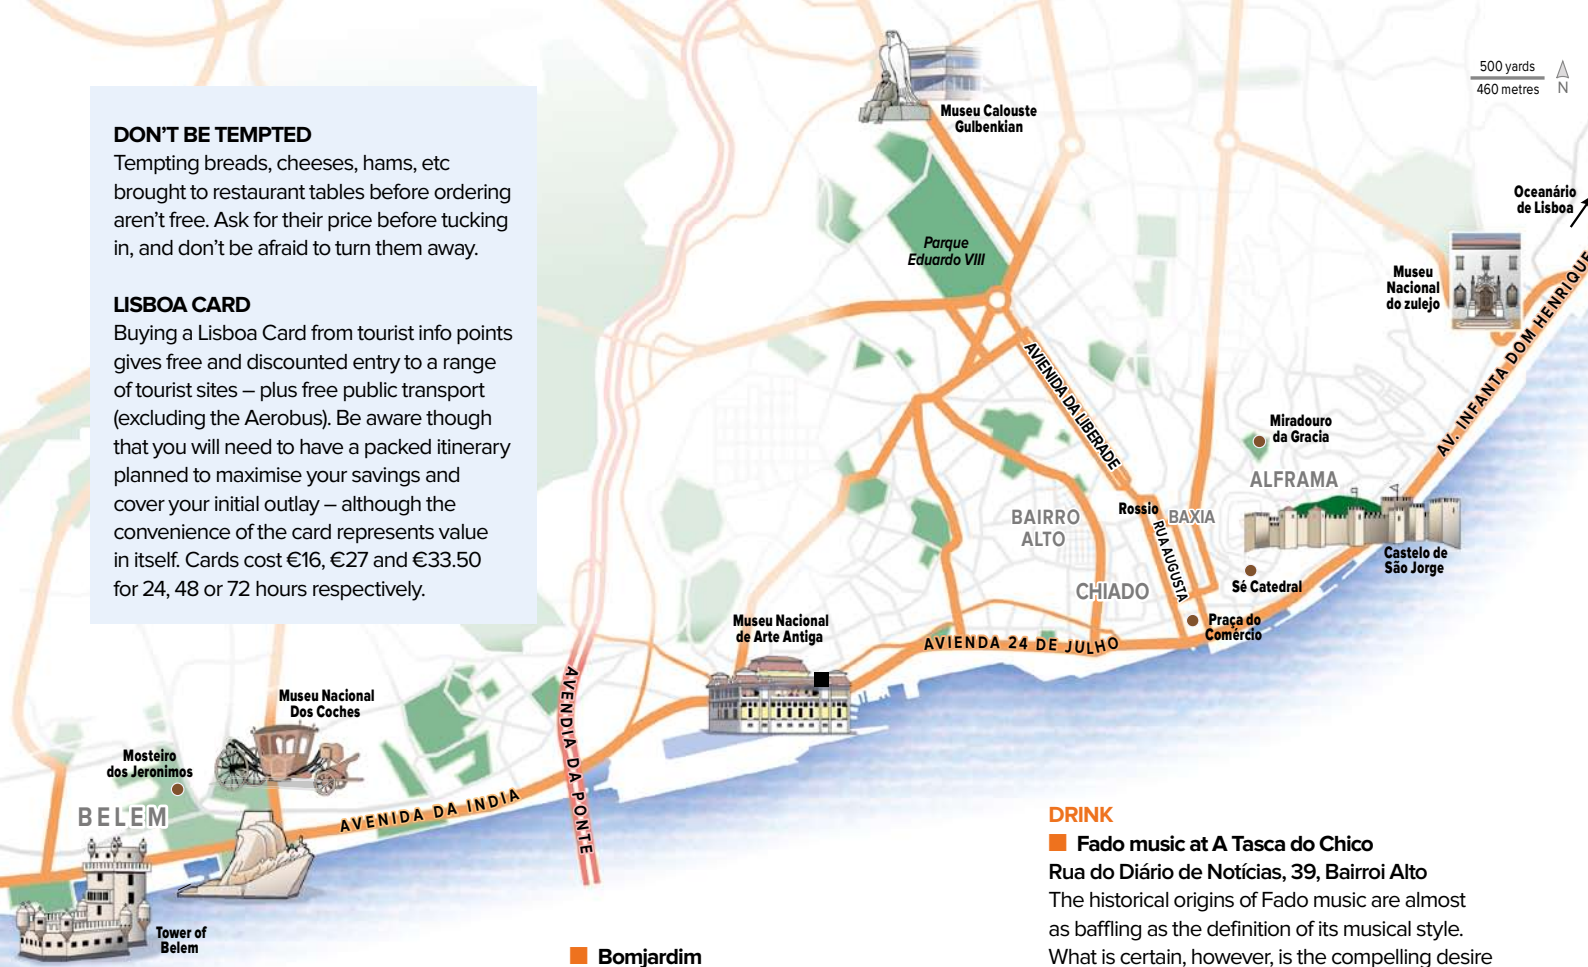 DON'T BE TEMPTED
Tempting breads, cheeses, hams, etc
brought to restaurant tables before ordering
aren't free. Ask for their price before tucking
in, and don't be afraid to turn them away.
LISBOA CARD
Buying a Lisboa Card from tourist info points
gives free and discounted entry to a range
of tourist sites – plus free public transport
(excluding the Aerobus). Be aware though
that you will need to have a packed itinerary
planned to maximise your savings and
cover your initial outlay – although the
convenience of the card represents value
in itself. Cards cost €16, €27 and €33.50
for 24, 48 or 72 hours respectively.
Museu Calouste
Gulbenkian
500 yards
460 metres
N
Oceanário
de Lisboa
Parque
Eduardo VIII
Museu
Nacional
do zulejo
AV. INFANTA DOM HENRIQUE
AVIENIDA DA LIBERADE
Miradouro
da Gracia
ALFRAMA
BAIRRO
ALTO
Rossio
BAXIA
RUA AUGUSTA
Castelo de
São Jorge
CHIADO
Sé Catedral
Praça do
Comércio
Museu Nacional
de Arte Antiga
AVIENDA 24 DE JULHO
AVENDIA DA PONTE
Museu Nacional
Dos Coches
Mosteiro
dos Jeronimos
BELEM
AVENIDA DA INDIA
Tower of
Belem
Bomjardim
DRINK
Fado music at A Tasca do Chico
Rua do Diário de Notícias, 39, Bairroi Alto
The historical origins of Fado music are almost
as baffling as the definition of its musical style.
What is certain, however, is the compelling desire